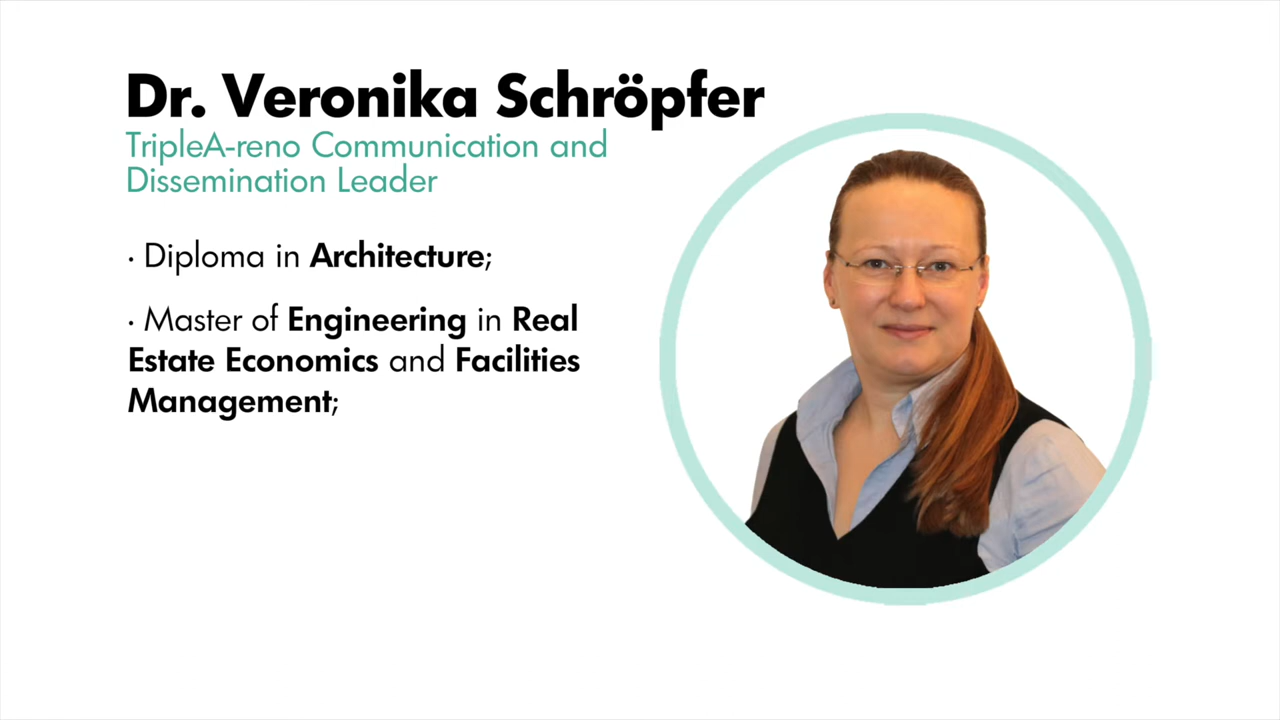 Dr. Veronika Schröpfer
TripleA-reno Communication and
Dissemination Leader
· Diploma in Architecture;
· Master of Engineering in Real
Estate Economics and Facilities
Management;